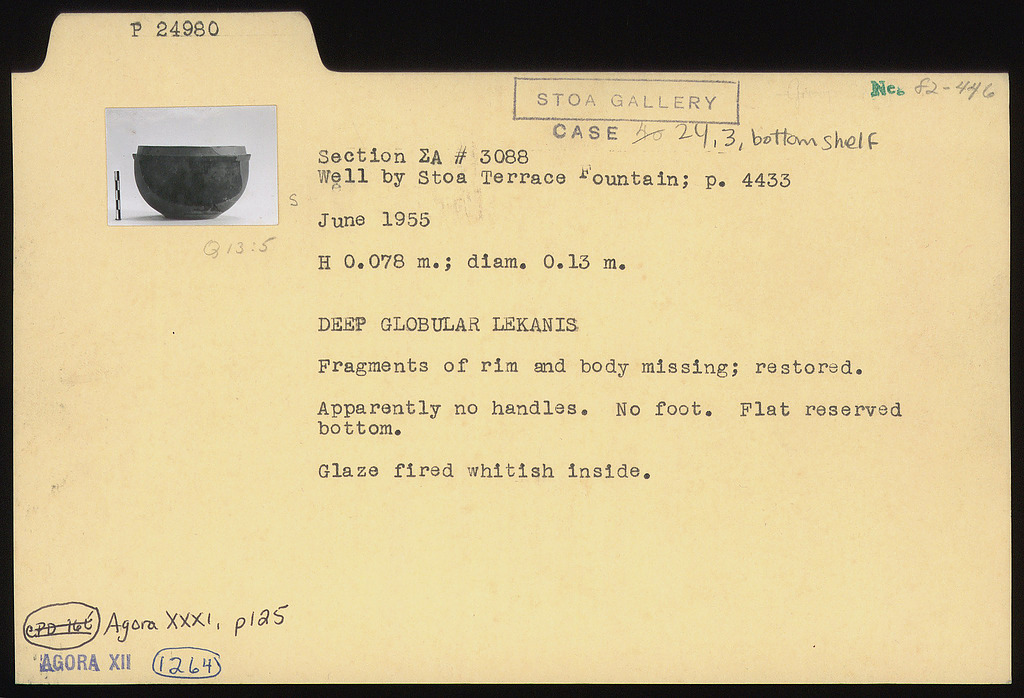 P 24980
STOA GALLERY
CASE 24, 3, bottom shelf
Neg 82-446
Section ΣA # 3088
Well by Stoa Terrace Fountain; p. 4433
S
June 1955
Q 13:5
H 0.078 m.; diam. 0.13 m.
DEEP GLOBULAR LEKANIS
Fragments of rim and body missing; restored.
Apparently no handles. No foot. Flat reserved
bottom.
Glaze fired whitish inside.
Agora XXXI, p125
AGORA XII 1264